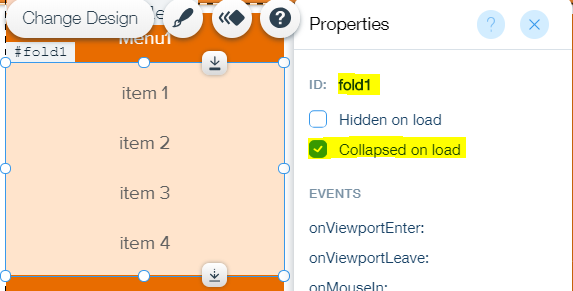 Change Design
?
Menu1
#fold1
item 1
item 2
item 3
item 4
Properties
?
ID: fold1
Hidden on load
Collapsed on load
EVENTS
onViewportEnter:
onViewportLeave:
onMouseIn: